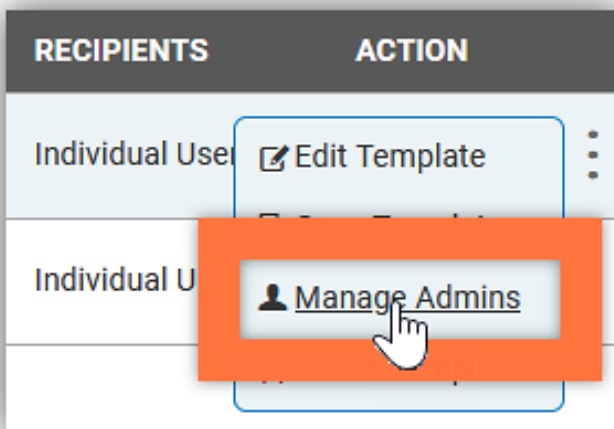 RECIPIENTS ACTION
Individual User
Edit Template
Individual U
Manage Admins